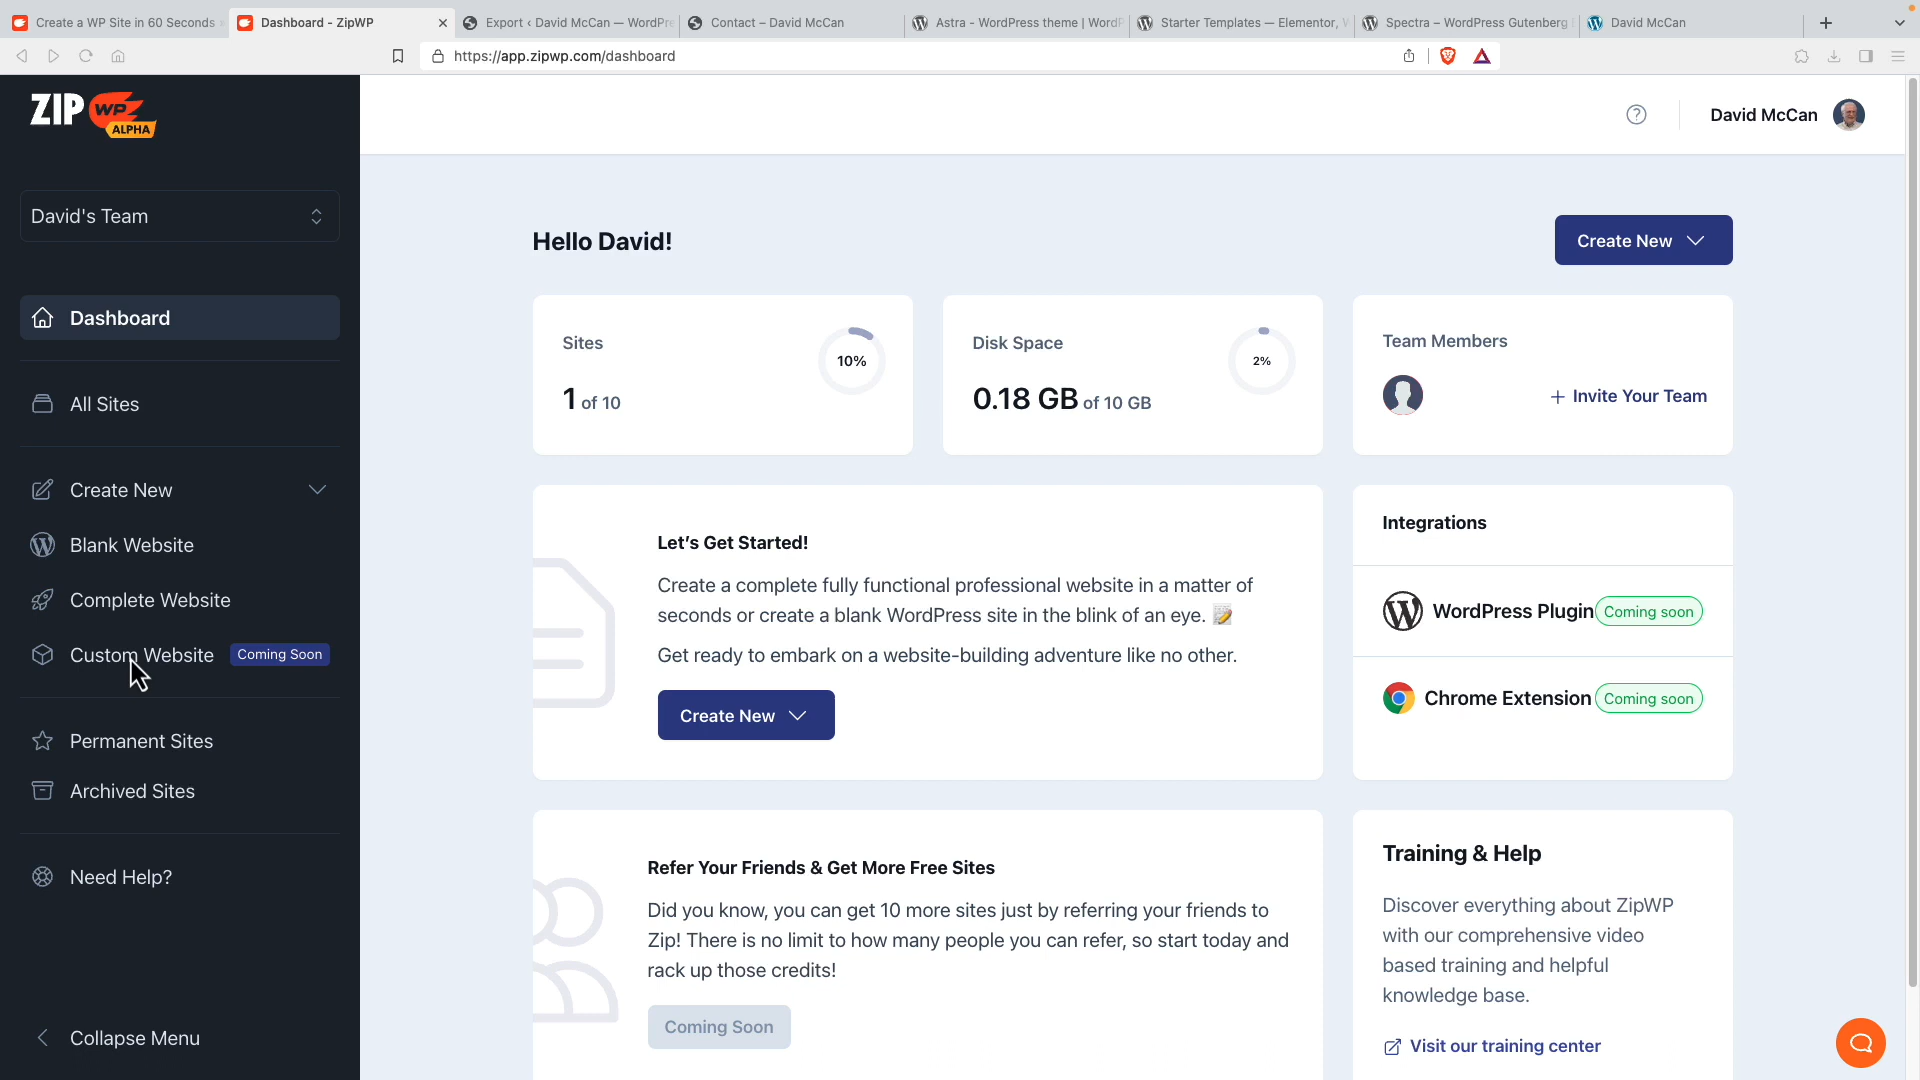 Create a WP Site in 60 Seconds
Dashboard - ZipWP
Export ‹ David McCan — WordPre
Contact – David McCan
Astra - WordPress theme | WordP
Starter Templates — Elementor, W
Spectra – WordPress Gutenberg
David McCan
https://app.zipwp.com/dashboard
ZIP WP
ALPHA
David McCan
David's Team
Hello David!
Create New
Dashboard
Sites
10%
1 of 10
Disk Space
2%
0.18 GB of 10 GB
Team Members
Invite Your Team
All Sites
Create New
Blank Website
Complete Website
Custom Website
Coming Soon
Permanent Sites
Archived Sites
Need Help?
Collapse Menu
Let's Get Started!
Create a complete fully functional professional website in a matter of
seconds or create a blank WordPress site in the blink of an eye. 📝
Get ready to embark on a website-building adventure like no other.
Create New
Integrations
WordPress Plugin
Coming soon
Chrome Extension
Coming soon
Refer Your Friends & Get More Free Sites
Did you know, you can get 10 more sites just by referring your friends to
Zip! There is no limit to how many people you can refer, so start today and
rack up those credits!
Coming Soon
Training & Help
Discover everything about ZipWP
with our comprehensive video
based training and helpful
knowledge base.
Visit our training center